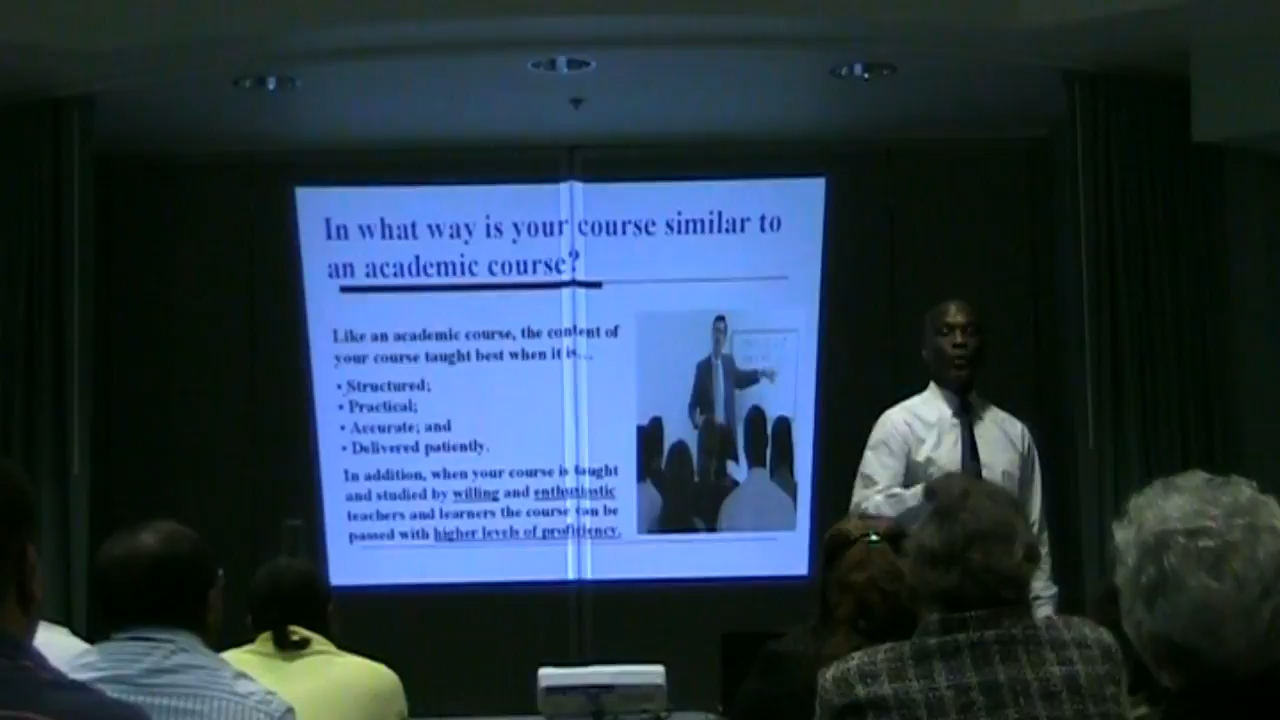 In what way is your course similar to
an academic course?
Like an academic course, the content of
your course taught best when it is...
• Structured;
• Practical;
• Accurate; and
• Delivered patiently.
In addition, when your course is taught
and studied by willing and enthusiastic
teachers and learners the course can be
passed with higher levels of proficiency.